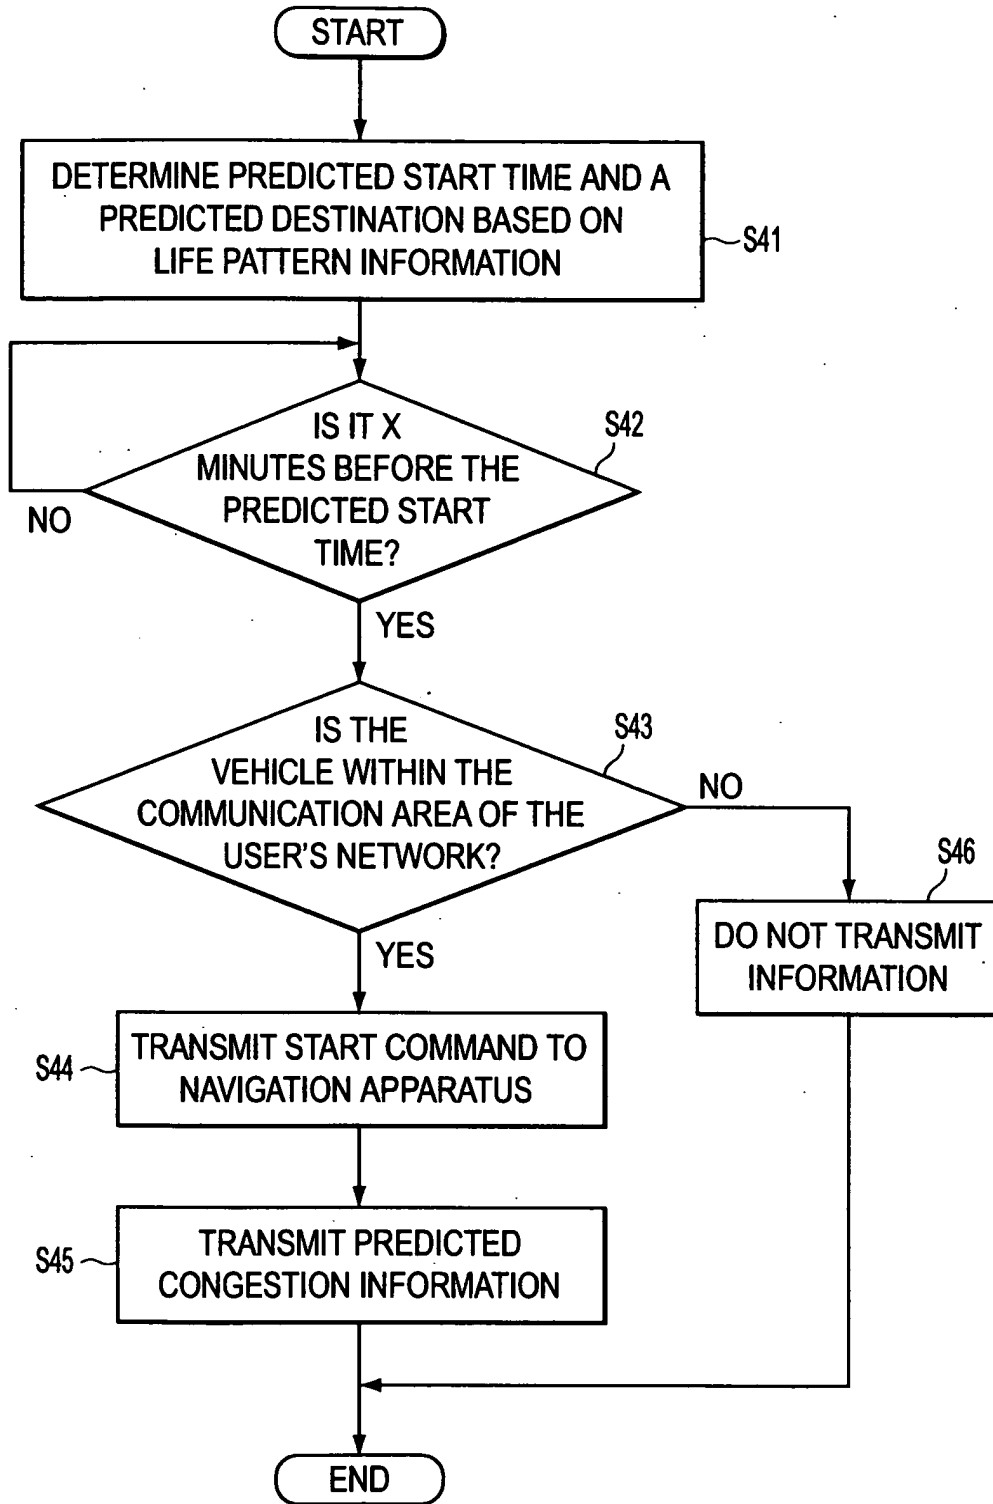 START
DETERMINE PREDICTED START TIME AND A
PREDICTED DESTINATION BASED ON
LIFE PATTERN INFORMATION
S41
IS IT X
MINUTES BEFORE THE
PREDICTED START
TIME?
S42
NO
YES
IS THE
VEHICLE WITHIN THE
COMMUNICATION AREA OF THE
USER'S NETWORK?
S43
NO
YES
S46
DO NOT TRANSMIT
INFORMATION
S44
TRANSMIT START COMMAND TO
NAVIGATION APPARATUS
S45
TRANSMIT PREDICTED
CONGESTION INFORMATION
END